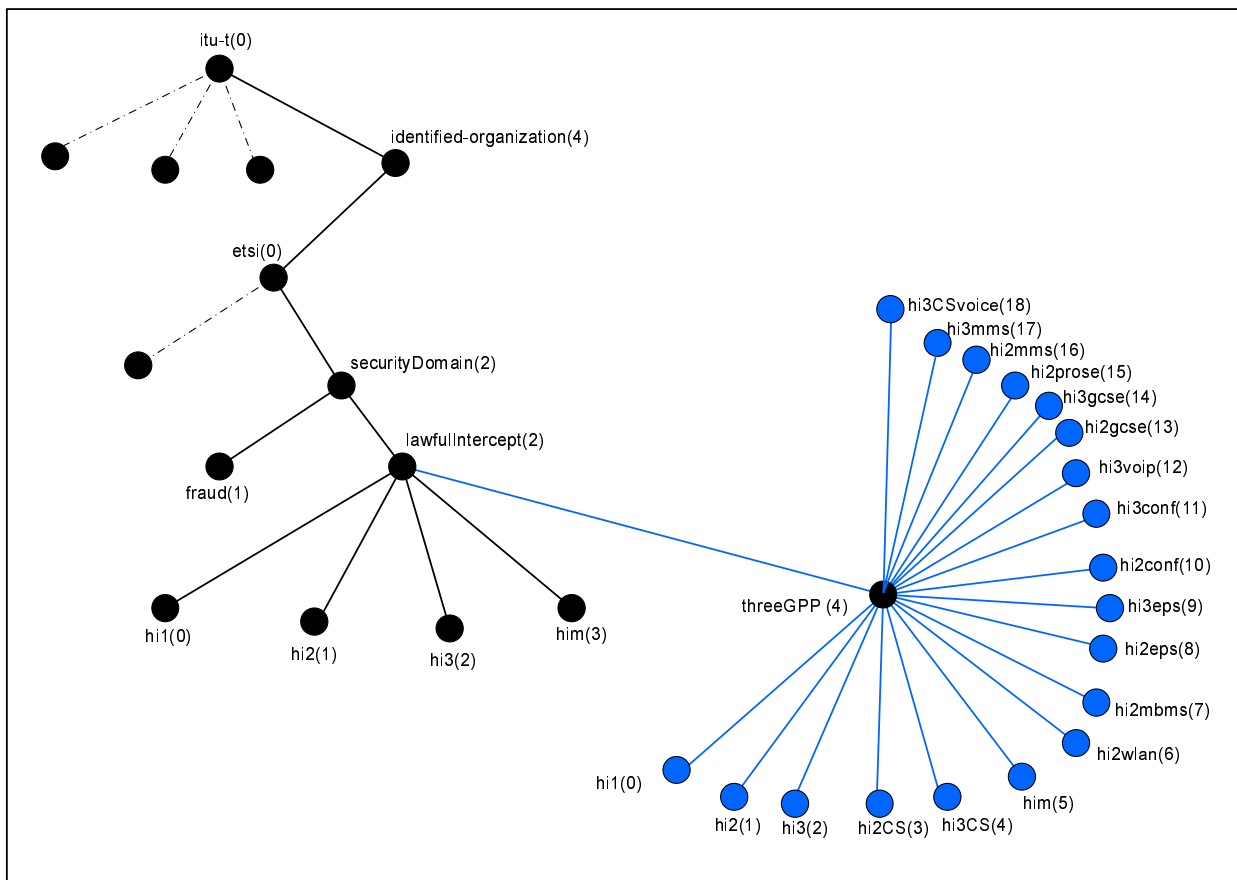 itu-t(0)
identified-organization(4)
etsi(0)
securityDomain(2)
lawfulIntercept(2)
fraud(1)
hi1(0)
hi2(1)
hi3(2)
him(3)
threeGPP (4)
hi3CSvoice(18)
hi3mms(17)
hi2mms(16)
hi2prose(15)
hi3gcse(14)
hi2gcse(13)
hi3voip(12)
hi3conf(11)
hi2conf(10)
hi3eps(9)
hi2eps(8)
hi2mbms(7)
hi2wlan(6)
him(5)
hi3CS(4)
hi2CS(3)
hi3(2)
hi2(1)
hi1(0)